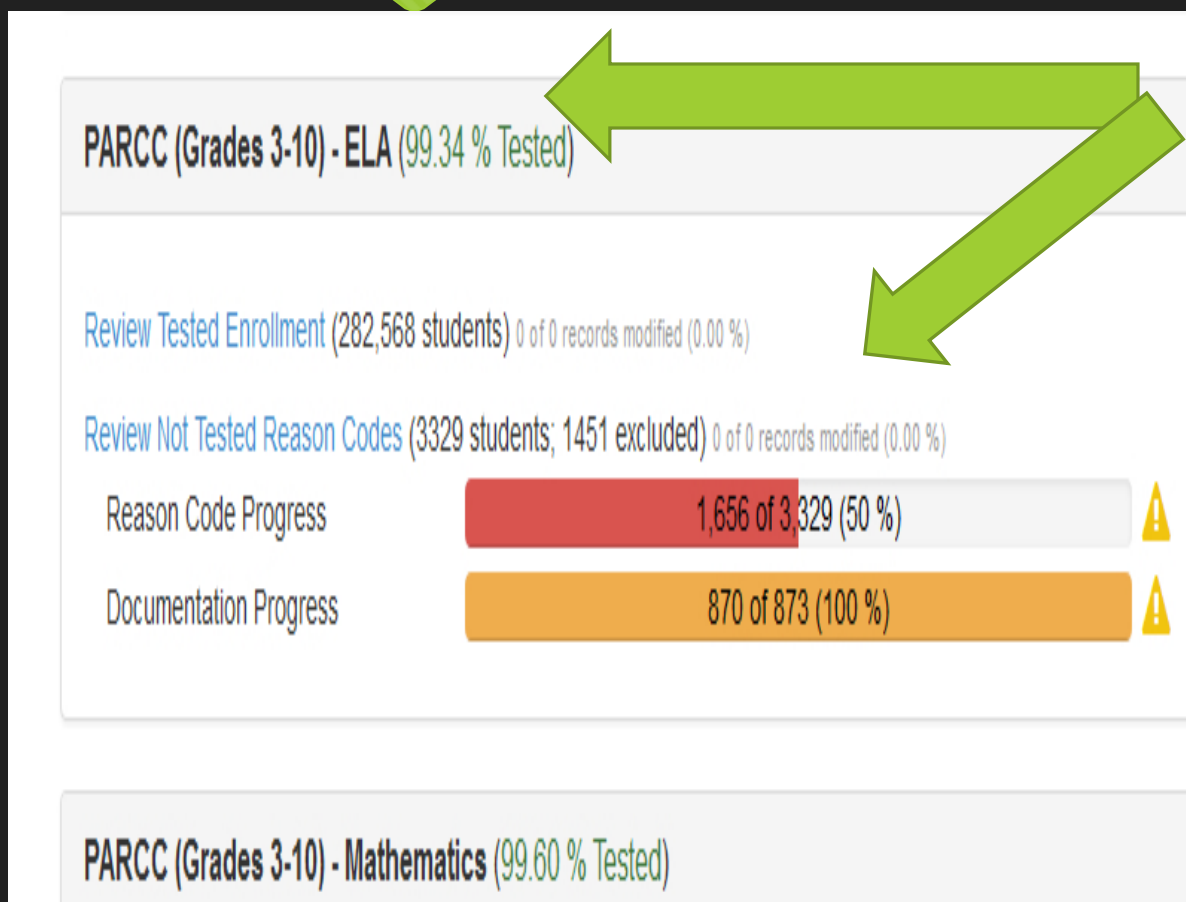 PARCC (Grades 3-10) - ELA (99.34 % Tested)
Review Tested Enrollment (282,568 students) 0 of 0 records modified (0.00 %)
Review Not Tested Reason Codes (3329 students; 1451 excluded) 0 of 0 records modified (0.00 %)
Reason Code Progress 1,656 of 3,329 (50 %)
Documentation Progress 870 of 873 (100 %)
PARCC (Grades 3-10) - Mathematics (99.60 % Tested)